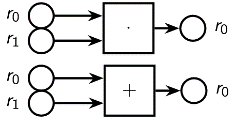 r₀ · r₀
r₁
r₀ + r₀
r₁